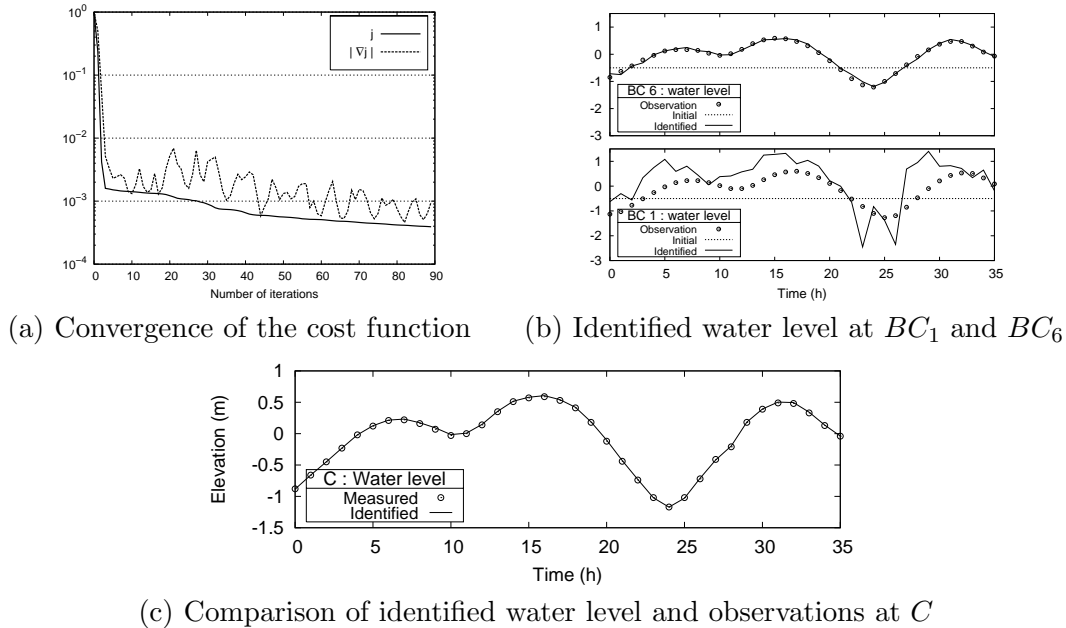 10^0
10^-1
10^-2
10^-3
10^-4
j
| ∇j |
0 10 20 30 40 50 60 70 80 90
Number of iterations
(a) Convergence of the cost function
1
0
-1
-2
-3
BC 6 : water level
Observation
Initial
Identified
1
0
-1
-2
-3
BC 1 : water level
Observation
Initial
Identified
0 5 10 15 20 25 30 35
Time (h)
(b) Identified water level at BC_1 and BC_6
Elevation (m)
1
0.5
0
-0.5
-1
-1.5
C : Water level
Measured
Identified
0 5 10 15 20 25 30 35
Time (h)
(c) Comparison of identified water level and observations at C